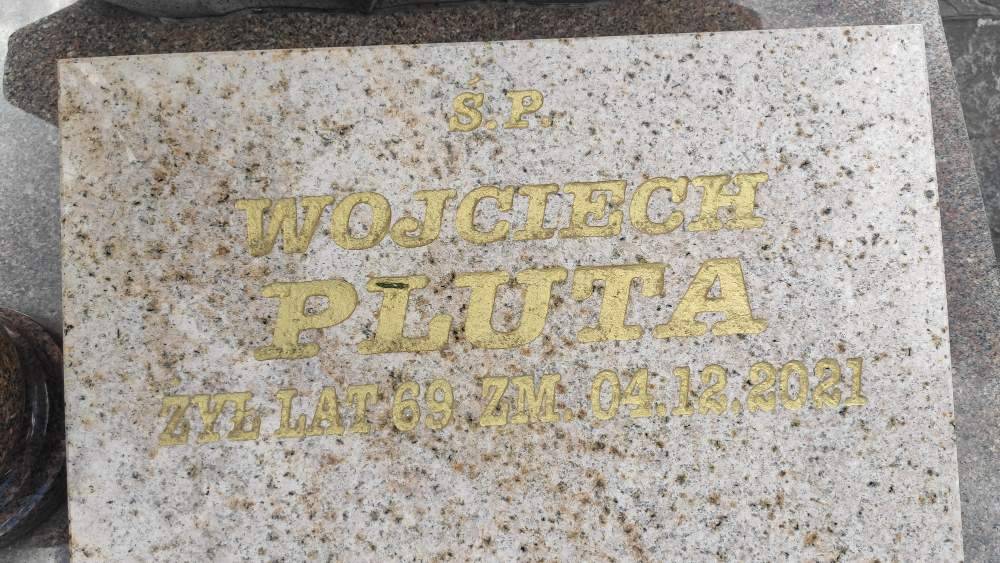 Ś.P.
WOJCIECH
PLUTA
ŻYŁ LAT 69 ZM. 04.12.2021